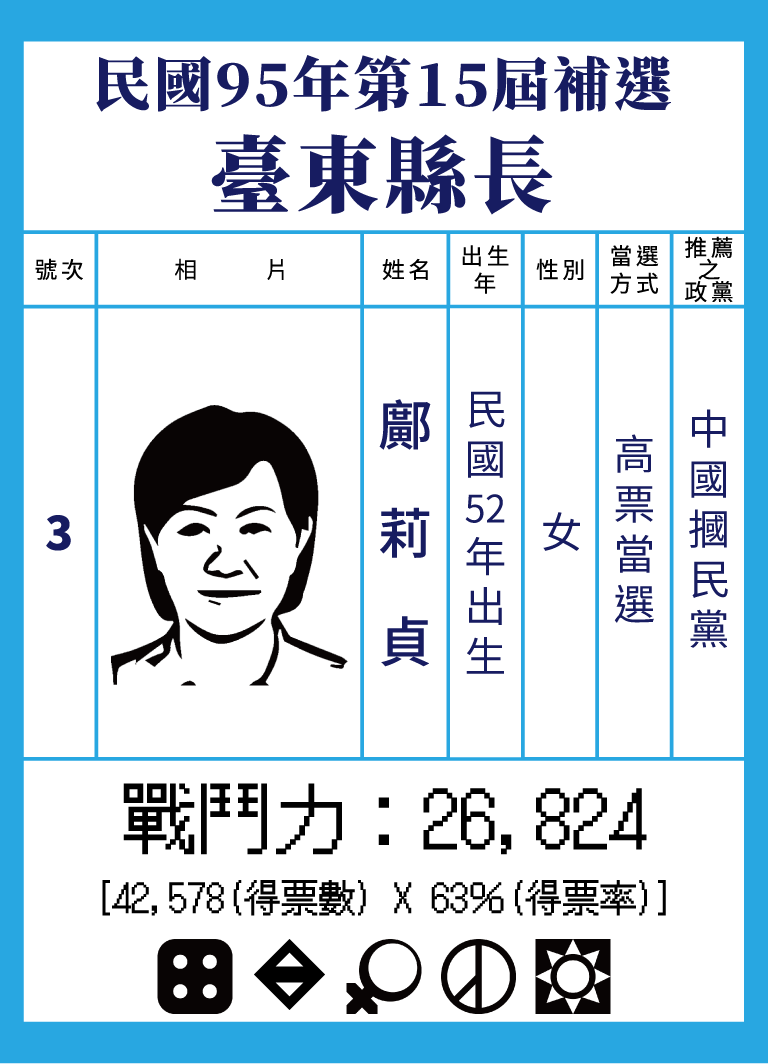 民國95年第15屆補選
臺東縣長
號次
相片
姓名
出生
年
性別
當選
方式
推薦
之
政黨
3
鄺莉貞
民國52年出生
女
高票當選
中國摑民黨
戰鬥力：26,824
[42,578(得票數) X 63%(得票率)]